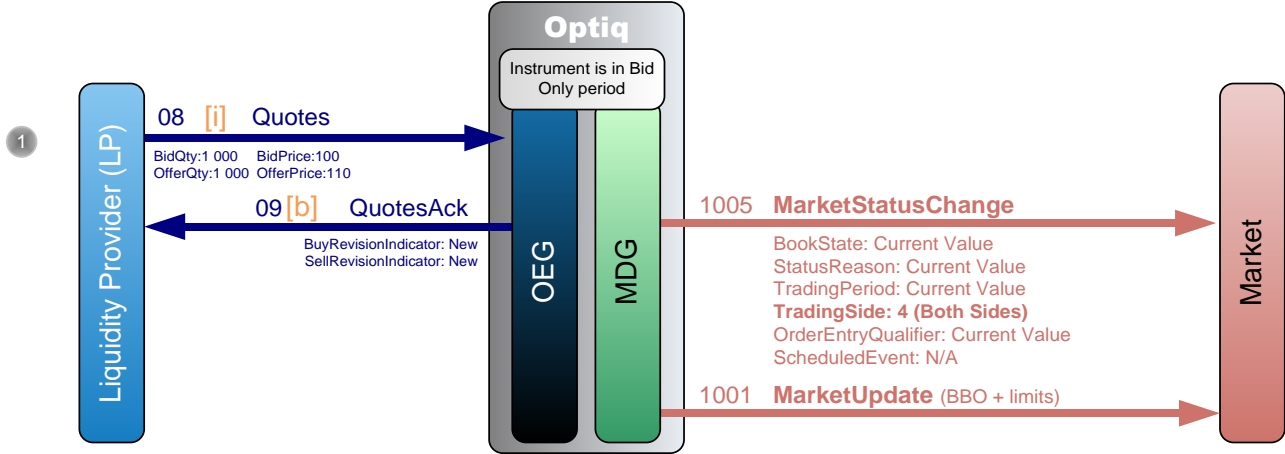 Optiq
Instrument is in Bid
Only period
1
Liquidity Provider (LP)
08 [i] Quotes
BidQty:1 000 BidPrice:100
OfferQty:1 000 OfferPrice:110
09 [b] QuotesAck
BuyRevisionIndicator: New
SellRevisionIndicator: New
OEG
MDG
1005 MarketStatusChange
BookState: Current Value
StatusReason: Current Value
TradingPeriod: Current Value
TradingSide: 4 (Both Sides)
OrderEntryQualifier: Current Value
ScheduledEvent: N/A
1001 MarketUpdate (BBO + limits)
Market